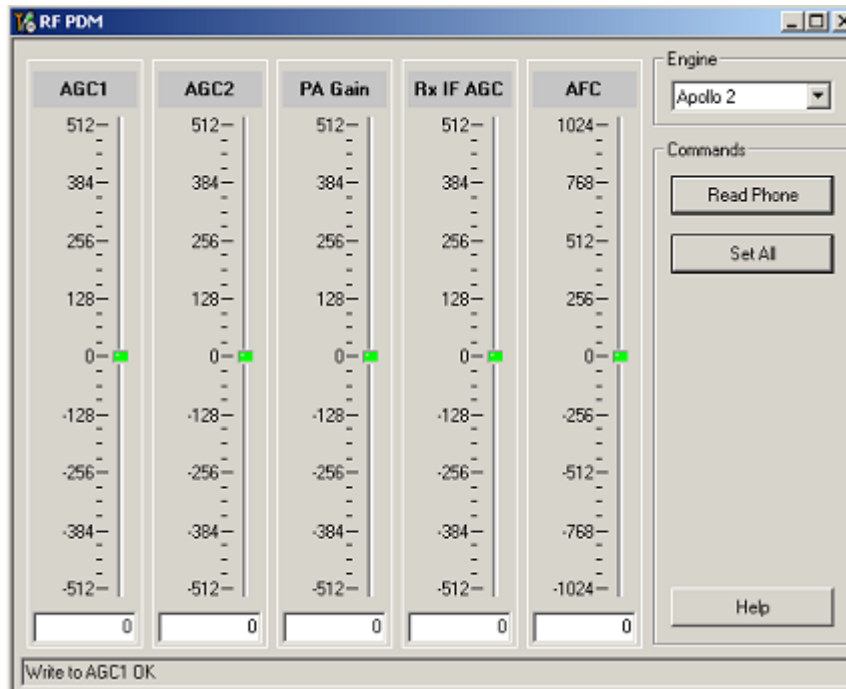 RF PDM
AGC1 AGC2 PA Gain Rx IF AGC AFC
512 512 512 512 1024
384 384 384 384 768
256 256 256 256 512
128 128 128 128 256
0 0 0 0 0
-128 -128 -128 -128 -256
-256 -256 -256 -256 -512
-384 -384 -384 -384 -768
-512 -512 -512 -512 -1024
0 0 0 0 0
Engine
Apollo 2
Commands
Read Phone
Set All
Help
Write to AGC1 OK